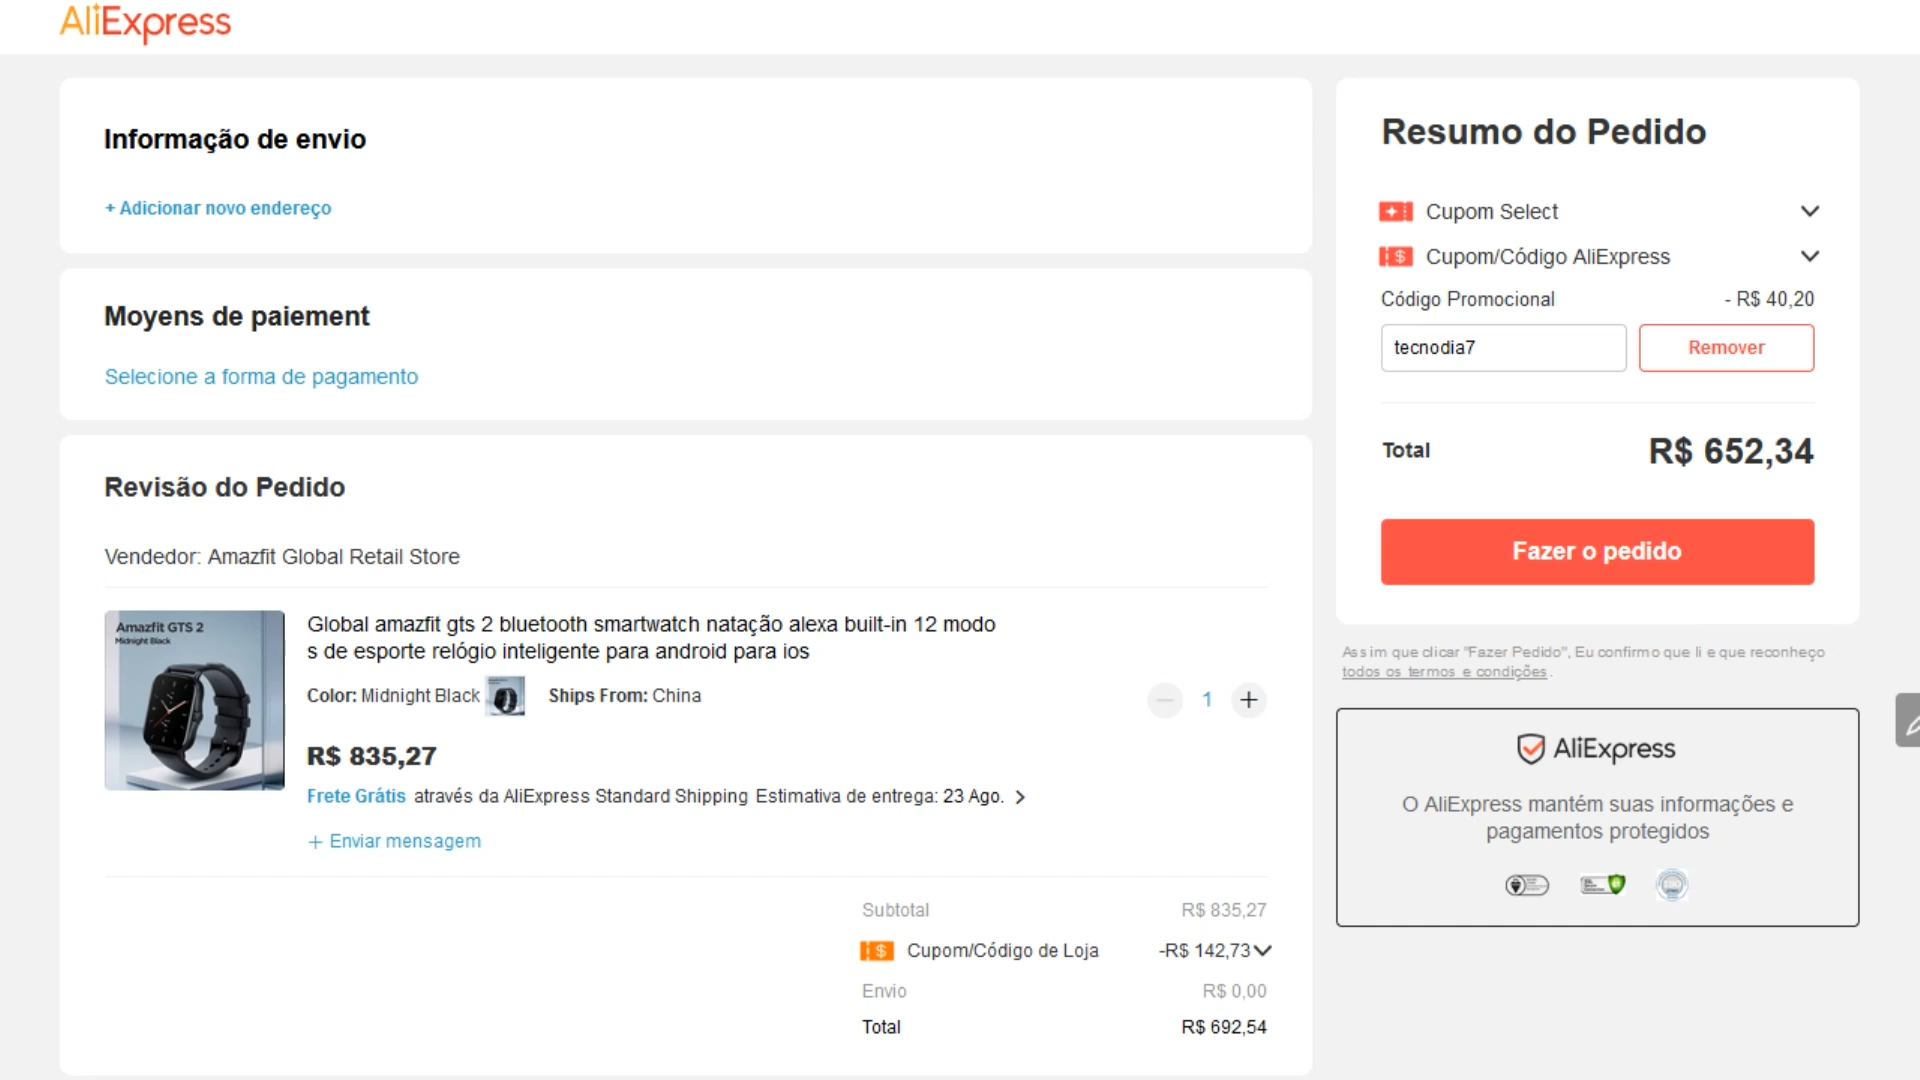 AliExpress
Informação de envio
+ Adicionar novo endereço
Moyens de paiement
Selecione a forma de pagamento
Revisão do Pedido
Vendedor: Amazfit Global Retail Store
Amazfit GTS 2
Midnight Black
Global amazfit gts 2 bluetooth smartwatch natação alexa built-in 12 modo
s de esporte relógio inteligente para android para ios
Color: Midnight Black Ships From: China
1
R$ 835,27
Frete Grátis através da AliExpress Standard Shipping Estimativa de entrega: 23 Ago.
+ Enviar mensagem
Subtotal R$ 835,27
Cupom/Código de Loja -R$ 142,73
Envio R$ 0,00
Total R$ 692,54
Resumo do Pedido
Cupom Select
Cupom/Código AliExpress
Código Promocional - R$ 40,20
tecnodia7 Remover
Total R$ 652,34
Fazer o pedido
Assim que clicar "Fazer Pedido", Eu confirmo que li e que reconheço
todos os termos e condições.
AliExpress
O AliExpress mantém suas informações e
pagamentos protegidos